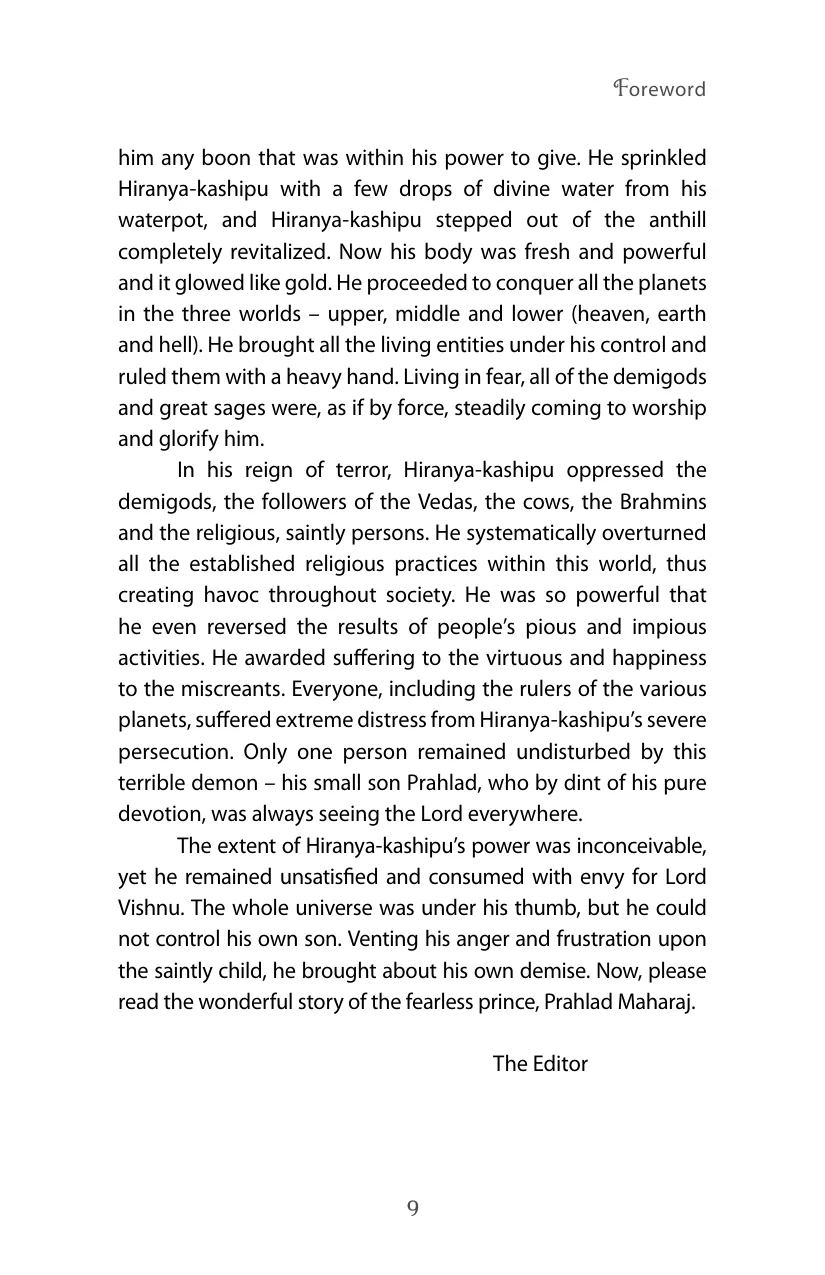 Foreword
him any boon that was within his power to give. He sprinkled
Hiranya-kashipu with a few drops of divine water from his
waterpot, and Hiranya-kashipu stepped out of the anthill
completely revitalized. Now his body was fresh and powerful
and it glowed like gold. He proceeded to conquer all the planets
in the three worlds – upper, middle and lower (heaven, earth
and hell). He brought all the living entities under his control and
ruled them with a heavy hand. Living in fear, all of the demigods
and great sages were, as if by force, steadily coming to worship
and glorify him.
In his reign of terror, Hiranya-kashipu oppressed the
demigods, the followers of the Vedas, the cows, the Brahmins
and the religious, saintly persons. He systematically overturned
all the established religious practices within this world, thus
creating havoc throughout society. He was so powerful that
he even reversed the results of people’s pious and impious
activities. He awarded suffering to the virtuous and happiness
to the miscreants. Everyone, including the rulers of the various
planets, suffered extreme distress from Hiranya-kashipu’s severe
persecution. Only one person remained undisturbed by this
terrible demon – his small son Prahlad, who by dint of his pure
devotion, was always seeing the Lord everywhere.
The extent of Hiranya-kashipu’s power was inconceivable,
yet he remained unsatisfied and consumed with envy for Lord
Vishnu. The whole universe was under his thumb, but he could
not control his own son. Venting his anger and frustration upon
the saintly child, he brought about his own demise. Now, please
read the wonderful story of the fearless prince, Prahlad Maharaj.
The Editor
9